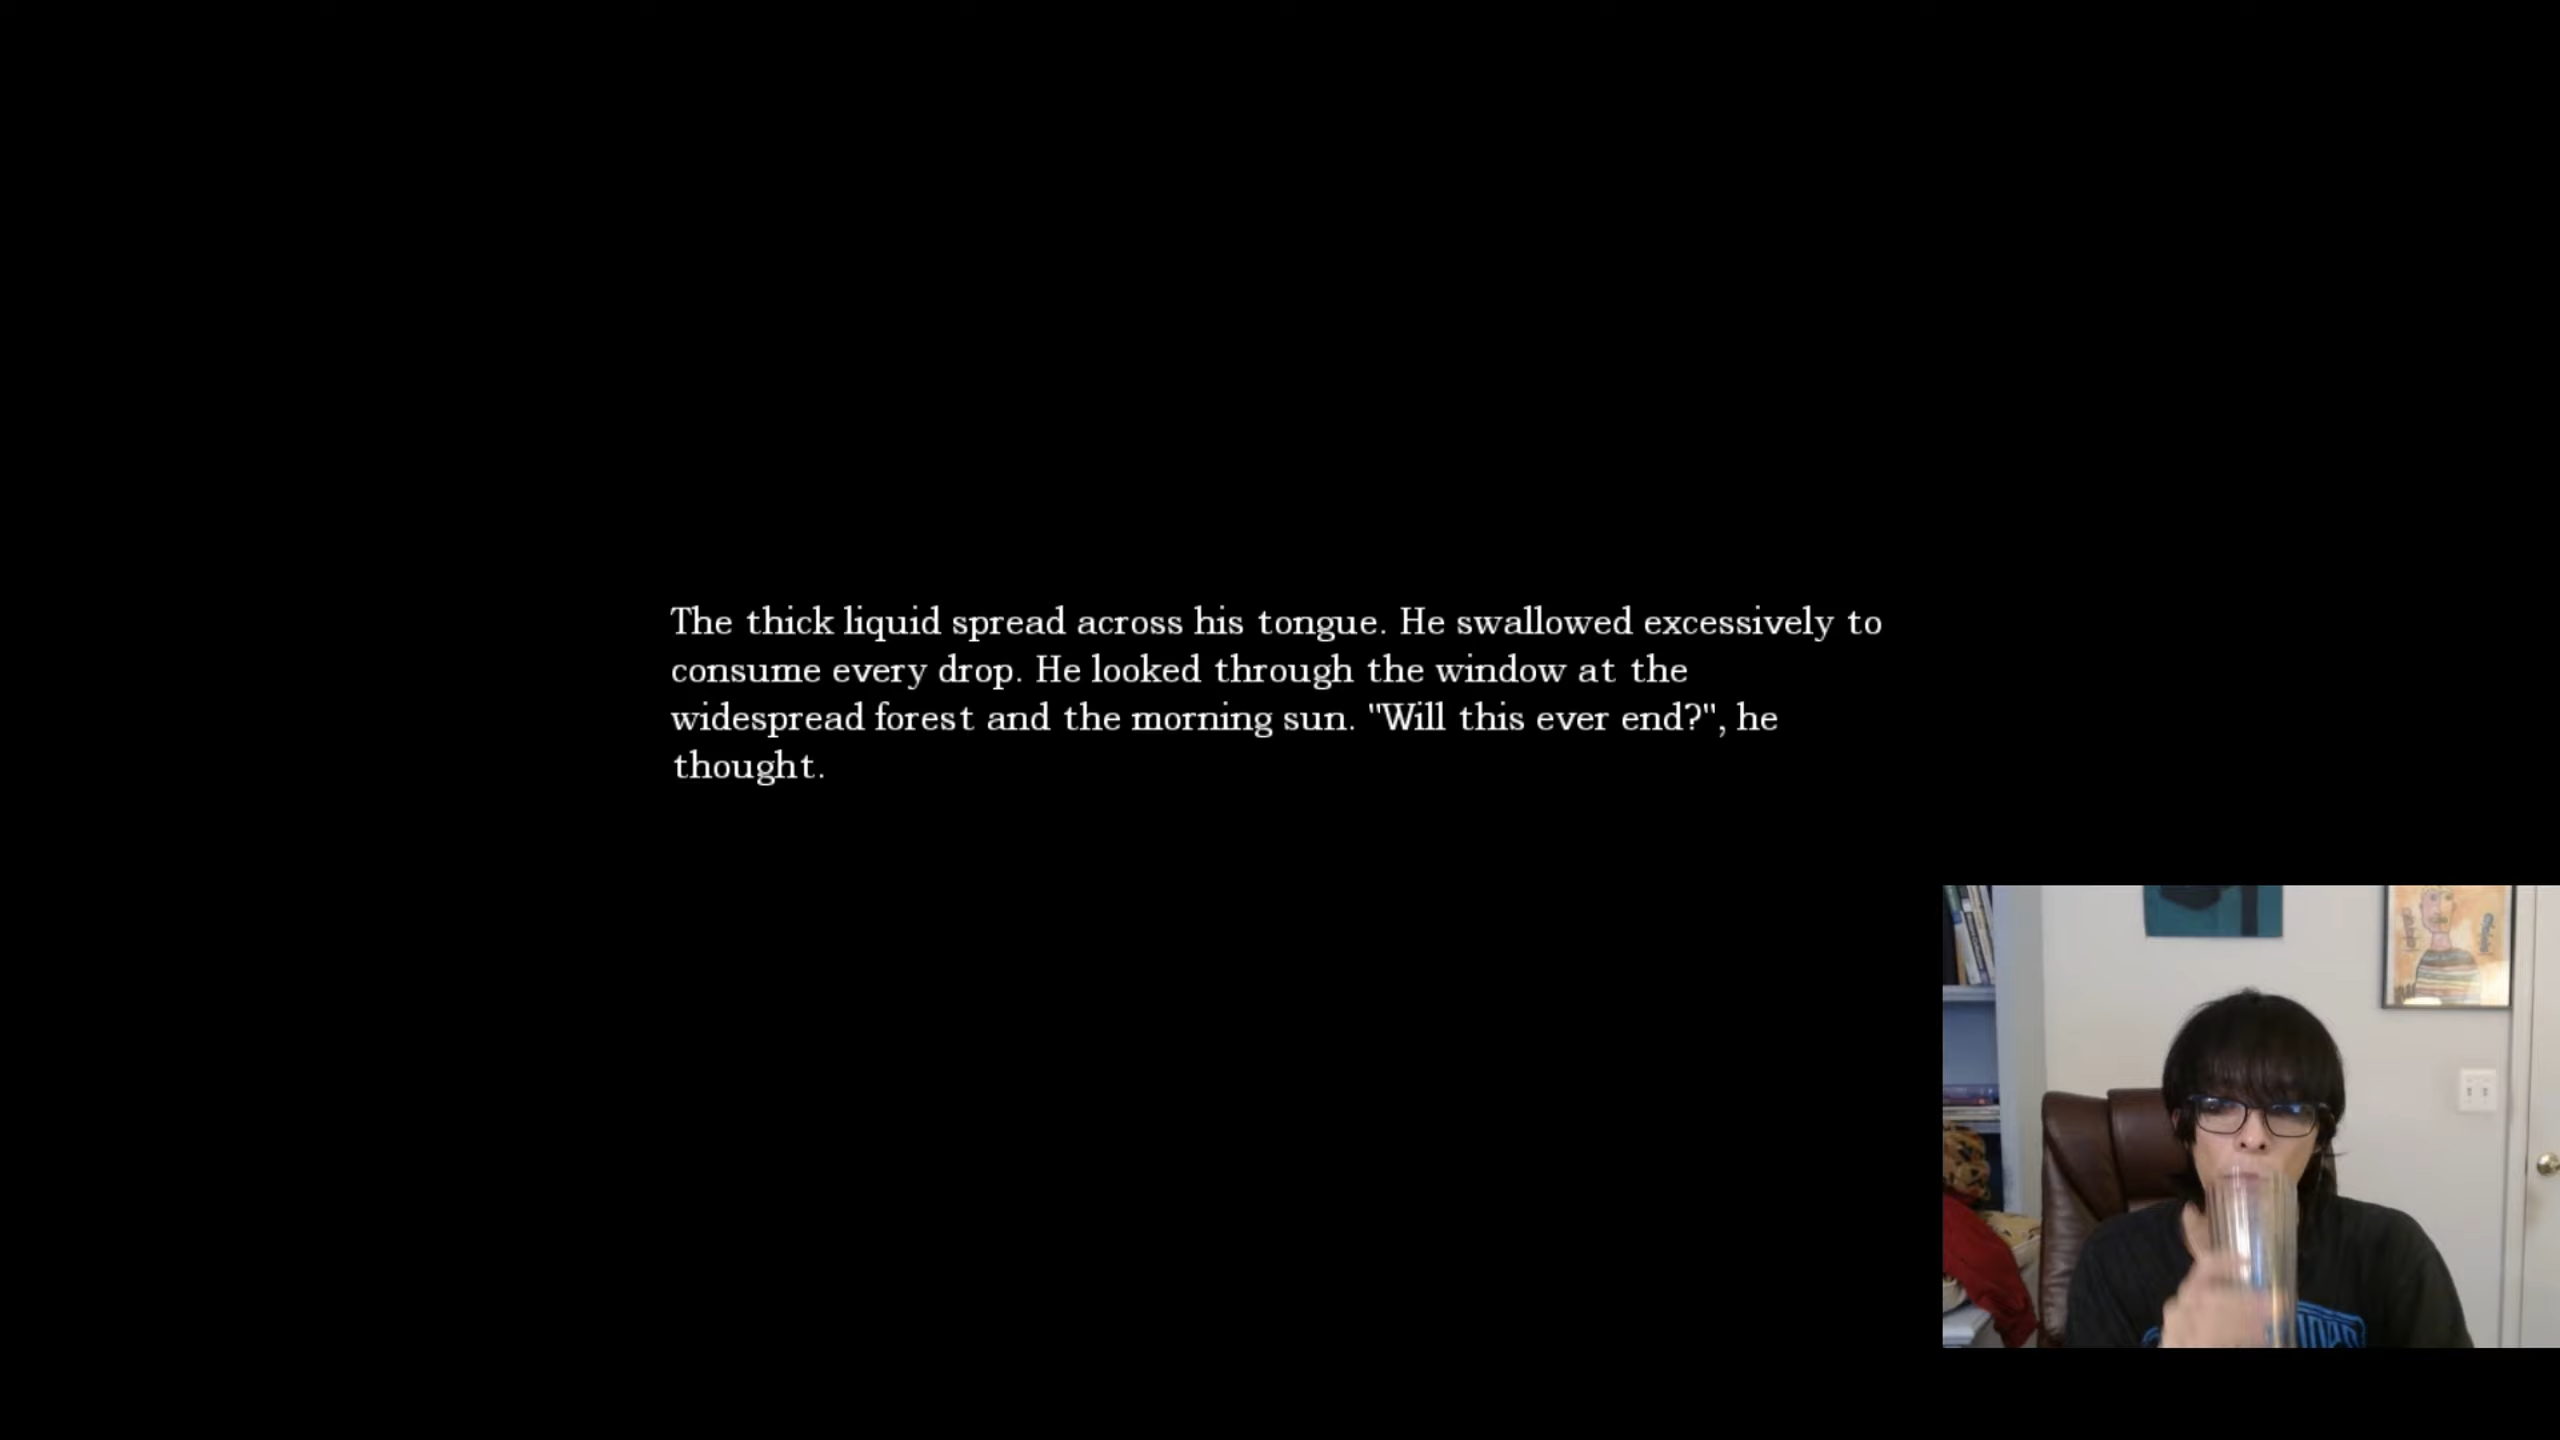 The thick liquid spread across his tongue. He swallowed excessively to
consume every drop. He looked through the window at the
widespread forest and the morning sun. "Will this ever end?", he
thought.